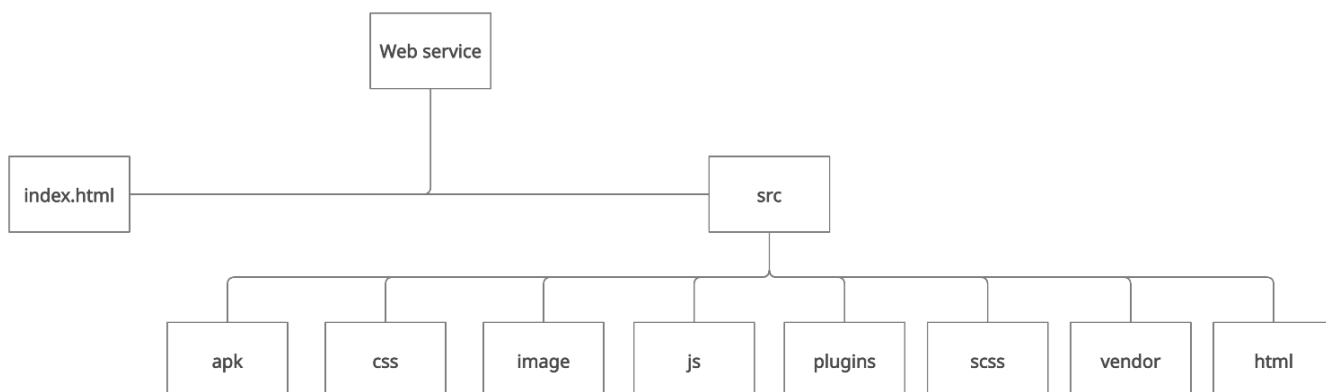 Web service
index.html
src
apk
css
image
js
plugins
scss
vendor
html